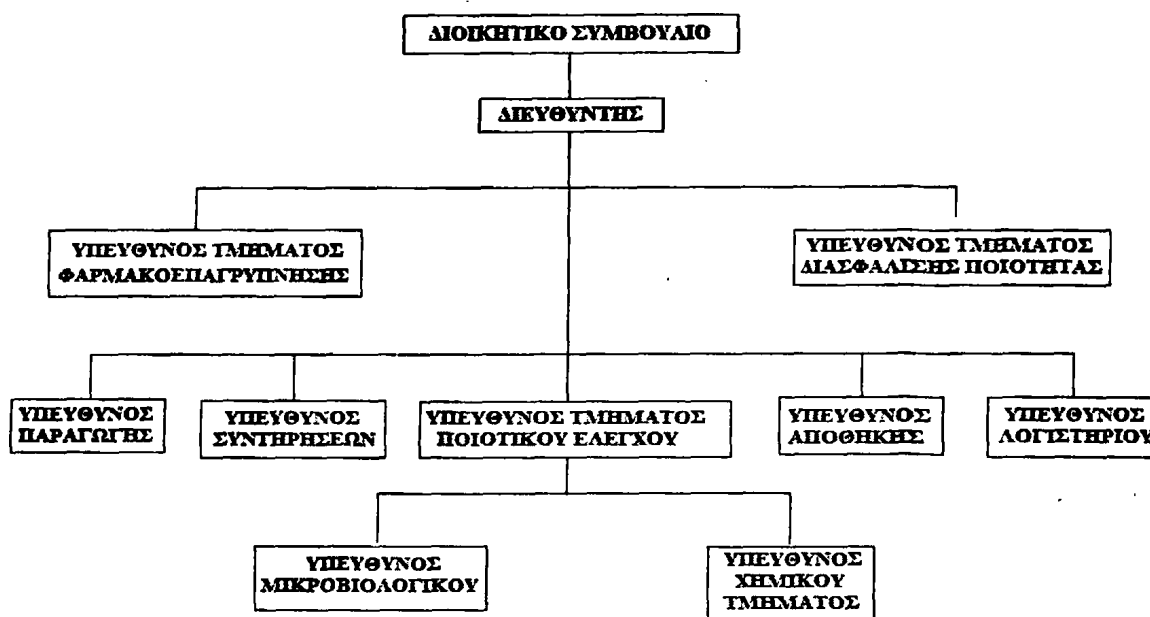 ΔΙΟΙΚΗΤΙΚΟ ΣΥΜΒΟΥΛΙΟ
ΔΙΕΥΘΥΝΤΗΣ
ΥΠΕΥΘΥΝΟΣ ΤΜΗΜΑΤΟΣ
ΦΑΡΜΑΚΟΕΠΑΓΡΥΠΝΗΣΗΣ
ΥΠΕΥΘΥΝΟΣ ΤΜΗΜΑΤΟΣ
ΔΙΑΣΦΑΛΙΣΗΣ ΠΟΙΟΤΗΤΑΣ
ΥΠΕΥΘΥΝΟΣ
ΠΑΡΑΓΩΓΗΣ
ΥΠΕΥΘΥΝΟΣ
ΣΥΝΤΗΡΗΣΕΩΝ
ΥΠΕΥΘΥΝΟΣ ΤΜΗΜΑΤΟΣ
ΠΟΙΟΤΙΚΟΥ ΕΛΕΓΧΟΥ
ΥΠΕΥΘΥΝΟΣ
ΑΠΟΘΗΚΗΣ
ΥΠΕΥΘΥΝΟΣ
ΛΟΓΙΣΤΗΡΙΟΥ
ΥΠΕΥΘΥΝΟΣ
ΜΙΚΡΟΒΙΟΛΟΓΙΚΟΥ
ΥΠΕΥΘΥΝΟΣ
ΧΗΜΙΚΟΥ
ΤΜΗΜΑΤΟΣ